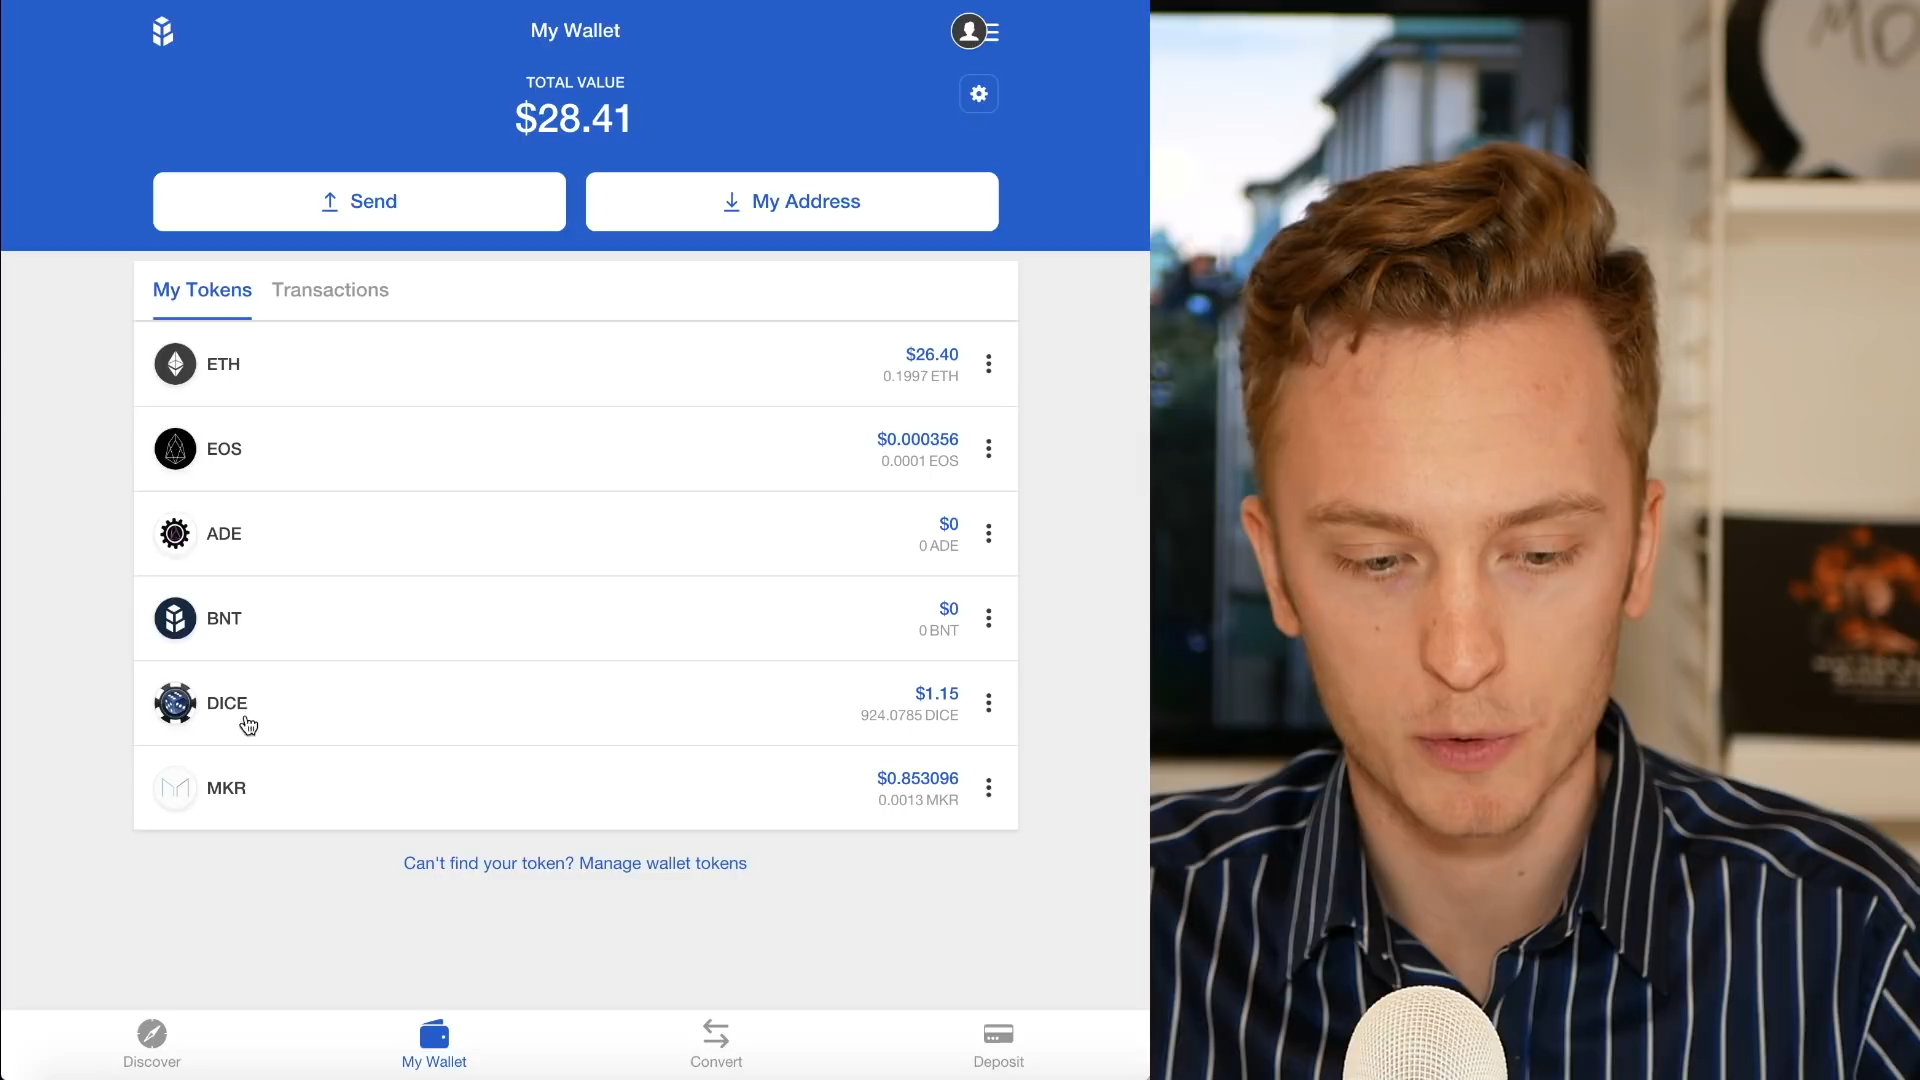 My Wallet
TOTAL VALUE
$28.41
Send
My Address
My Tokens
Transactions
ETH
$26.40
0.1997 ETH
EOS
$0.000356
0.0001 EOS
ADE
$0
0 ADE
BNT
$0
0 BNT
DICE
$1.15
924.0785 DICE
MKR
$0.853096
0.0013 MKR
Can't find your token? Manage wallet tokens
Discover
My Wallet
Convert
Deposit
MO